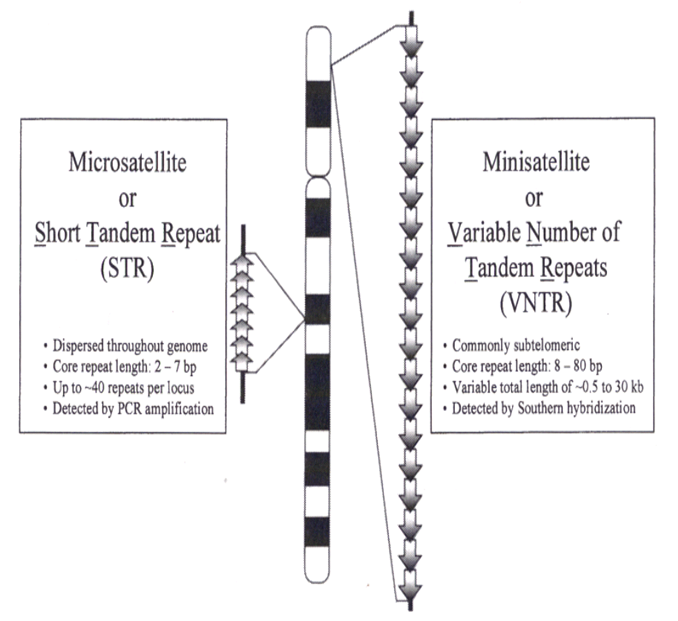 Microsatellite
or
Short Tandem Repeat
(STR)
• Dispersed throughout genome
• Core repeat length: 2 – 7 bp
• Up to ~40 repeats per locus
• Detected by PCR amplification
Minisatellite
or
Variable Number of
Tandem Repeats
(VNTR)
• Commonly subtelomeric
• Core repeat length: 8 – 80 bp
• Variable total length of ~0.5 to 30 kb
• Detected by Southern hybridization